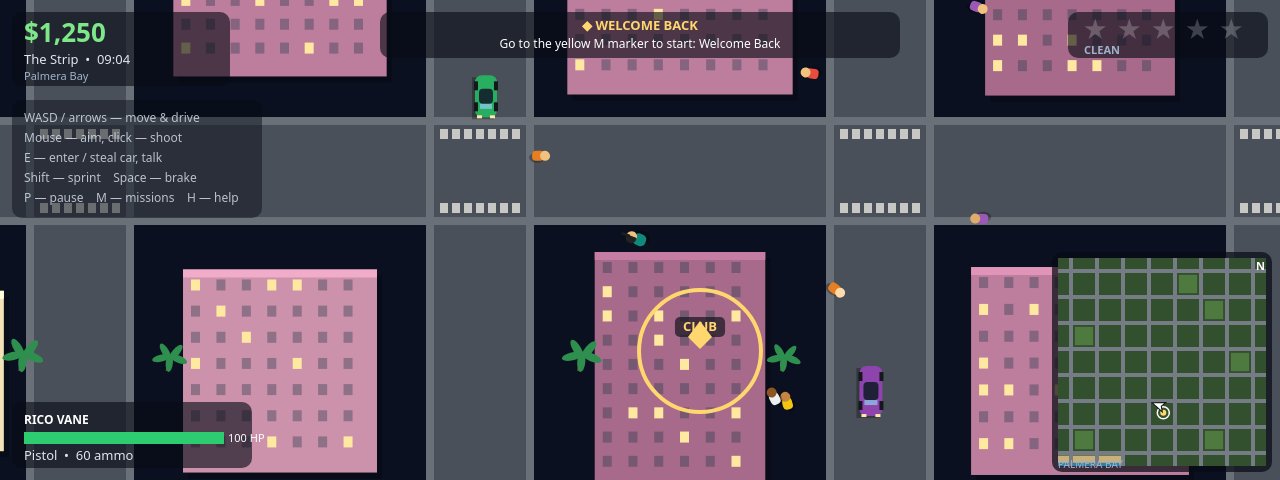 $1,250
The Strip • 09:04
Palmera Bay
◆ WELCOME BACK
Go to the yellow M marker to start: Welcome Back
★ ★ ★ ★ ★
CLEAN
WASD / arrows — move & drive
Mouse — aim, click — shoot
E — enter / steal car, talk
Shift — sprint Space — brake
P — pause M — missions H — help
N
CLUB
RICO VANE
100 HP
Pistol • 60 ammo
PALMERA BAY